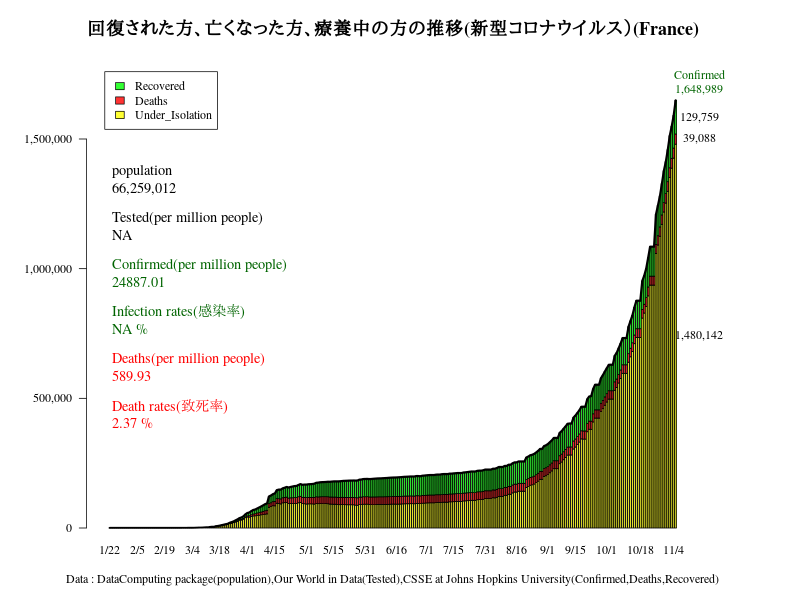 回復された方、亡くなった方、療養中の方の推移(新型コロナウイルス）(France)
Recovered
Deaths
Under_Isolation
Confirmed
1,648,989
129,759
39,088
1,480,142
1,500,000
1,000,000
500,000
0
population
66,259,012
Tested(per million people)
NA
Confirmed(per million people)
24887.01
Infection rates(感染率)
NA %
Deaths(per million people)
589.93
Death rates(致死率)
2.37 %
1/22 2/5 2/19 3/4 3/18 4/1 4/15 5/1 5/15 5/31 6/16 7/1 7/15 7/31 8/16 9/1 9/15 10/1 10/18 11/4
Data : DataComputing package(population),Our World in Data(Tested),CSSE at Johns Hopkins University(Confirmed,Deaths,Recovered)